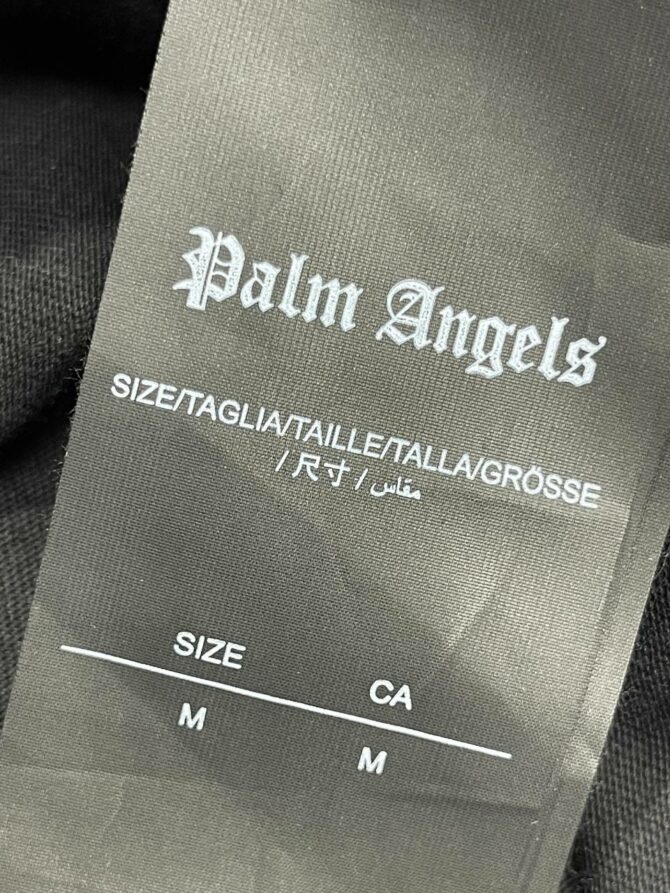 Palm Angels
SIZE/TAGLIA/TAILLE/TALLA/GRÖSSE
/ 尺寸 / مقاس
SIZE CA
M M